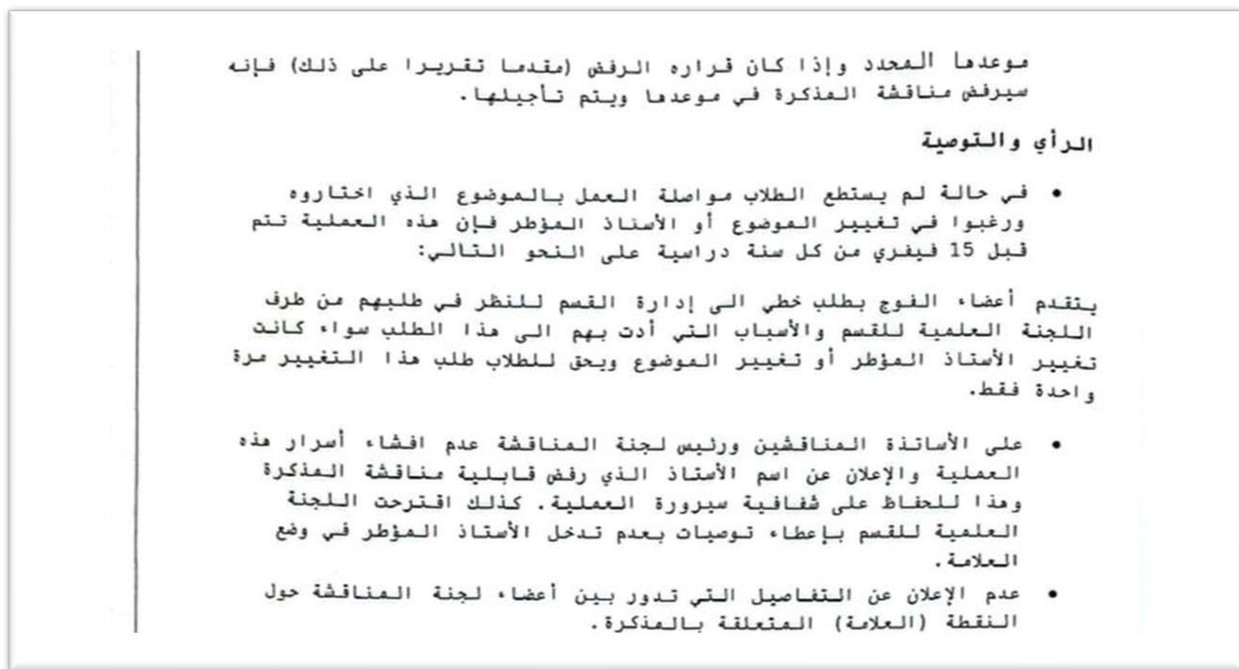 موعدها المحدد وإذا كان قراره الرفض (مقدما تقريرا على ذلك) فإنه
سيرفض مناقشة المذكرة في موعدها ويتم تأجيلها.
الرأي والتوصية
• في حالة لم يستطع الطلاب مواصلة العمل بالموضوع الذي اختاروه
ورغبوا في تغيير الموضوع أو الأستاذ المؤطر فإن هذه العملية تتم
قبل 15 فيفري من كل سنة دراسية على النحو التالي:
يتقدم أعضاء الفوج بطلب خطي الى إدارة القسم للنظر في طلبهم من طرف
اللجنة العلمية للقسم والأسباب التي أدت بهم الى هذا الطلب سواء كانت
تغيير الأستاذ المؤطر أو تغيير الموضوع ويحق للطلاب طلب هذا التغيير مرة
واحدة فقط.
• على الأساتذة المناقشين ورئيس لجنة المناقشة عدم افشاء أسرار هذه
العملية والإعلان عن اسم الأستاذ الذي رفض قابلية مناقشة المذكرة
وهذا للحفاظ على شفافية سيرورة العملية. كذلك اقترحت اللجنة
العلمية للقسم بإعطاء توصيات بعدم تدخل الأستاذ المؤطر في وضع
العلامة.
• عدم الإعلان عن التفاصيل التي تدور بين أعضاء لجنة المناقشة حول
النقطة (العلامة) المتعلقة بالمذكرة.